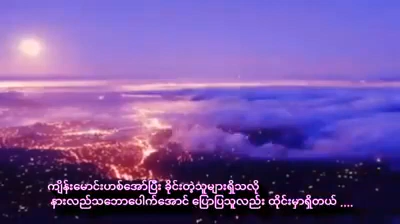 ကျိန်းမောင်းဟစ်အော်ပြီး ခိုင်းတဲ့သူများရှိသလို
နားလည်သဘောပေါက်အောင် ပြောပြသူလည်း ထိုင်းမှာရှိတယ် ....